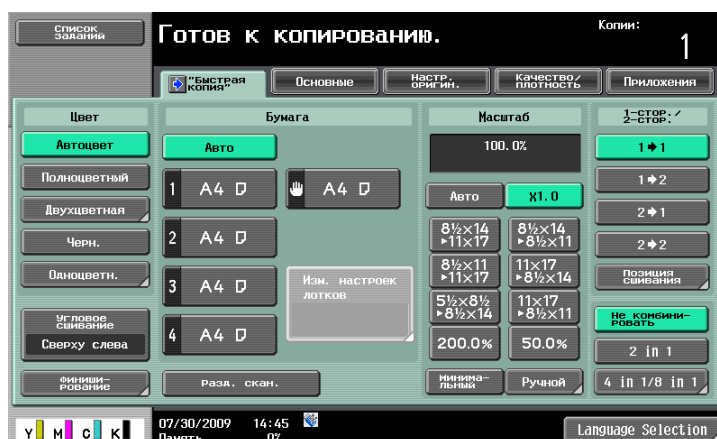 Список
заданий
Готов к копированию.
Копии:
1
"Быстрая
копия"
Основные
Настр.
оригин.
Качество/
плотность
Приложения
Цвет
Автоцвет
Полноцветный
Двухцветная
Черн.
Одноцветн.
Угловое
сшивание
Сверху слева
Финиши-
рование
Бумага
Авто
1 A4
A4
2 A4
3 A4
4 A4
Изм. настроек
лотков
Разд. скан.
Масштаб
100.0%
Авто
X1.0
8½×14
▸11×17
8½×14
▸8½×11
8½×11
▸11×17
11×17
▸8½×14
5½×8½
▸8½×14
11×17
▸8½×11
200.0%
50.0%
Минима-
льный
Ручной
1-стор./
2-стор.
1➔1
1➔2
2➔1
2➔2
Позиция
сшивания
Не комбини-
ровать
2 in 1
4 in 1/8 in 1
Y M C K
07/30/2009 14:45
Память 0%
Language Selection